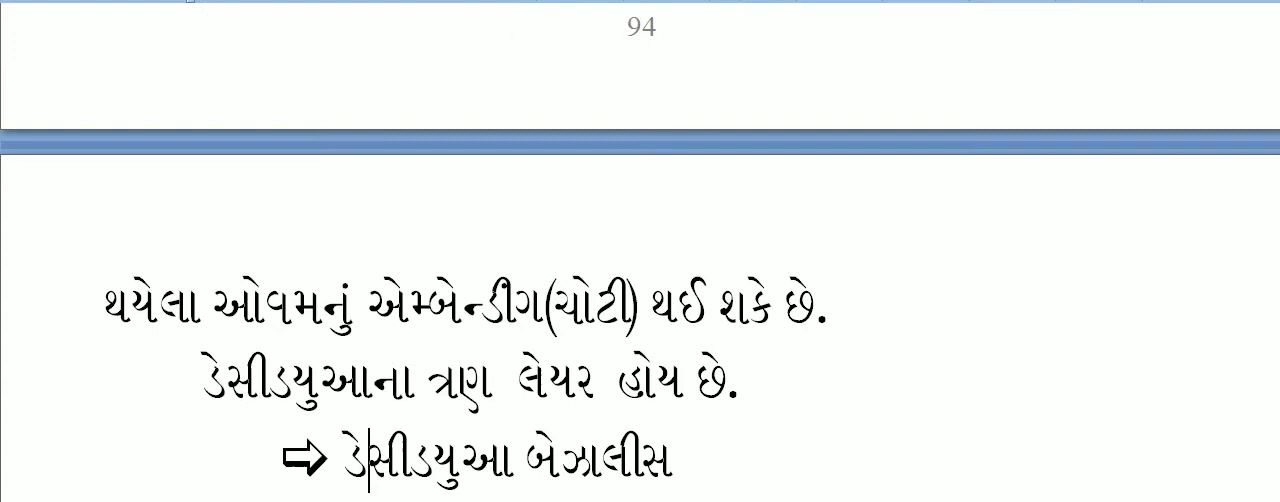 94
થયેલા ઓવમનું એમ્બેન્ડીંગ(ચોટી) થઈ શકે છે.
ડેસીડયુઆના ત્રણ લેયર હોય છે.
⇨ ડેસીડયુઆ બેઝાલીસ